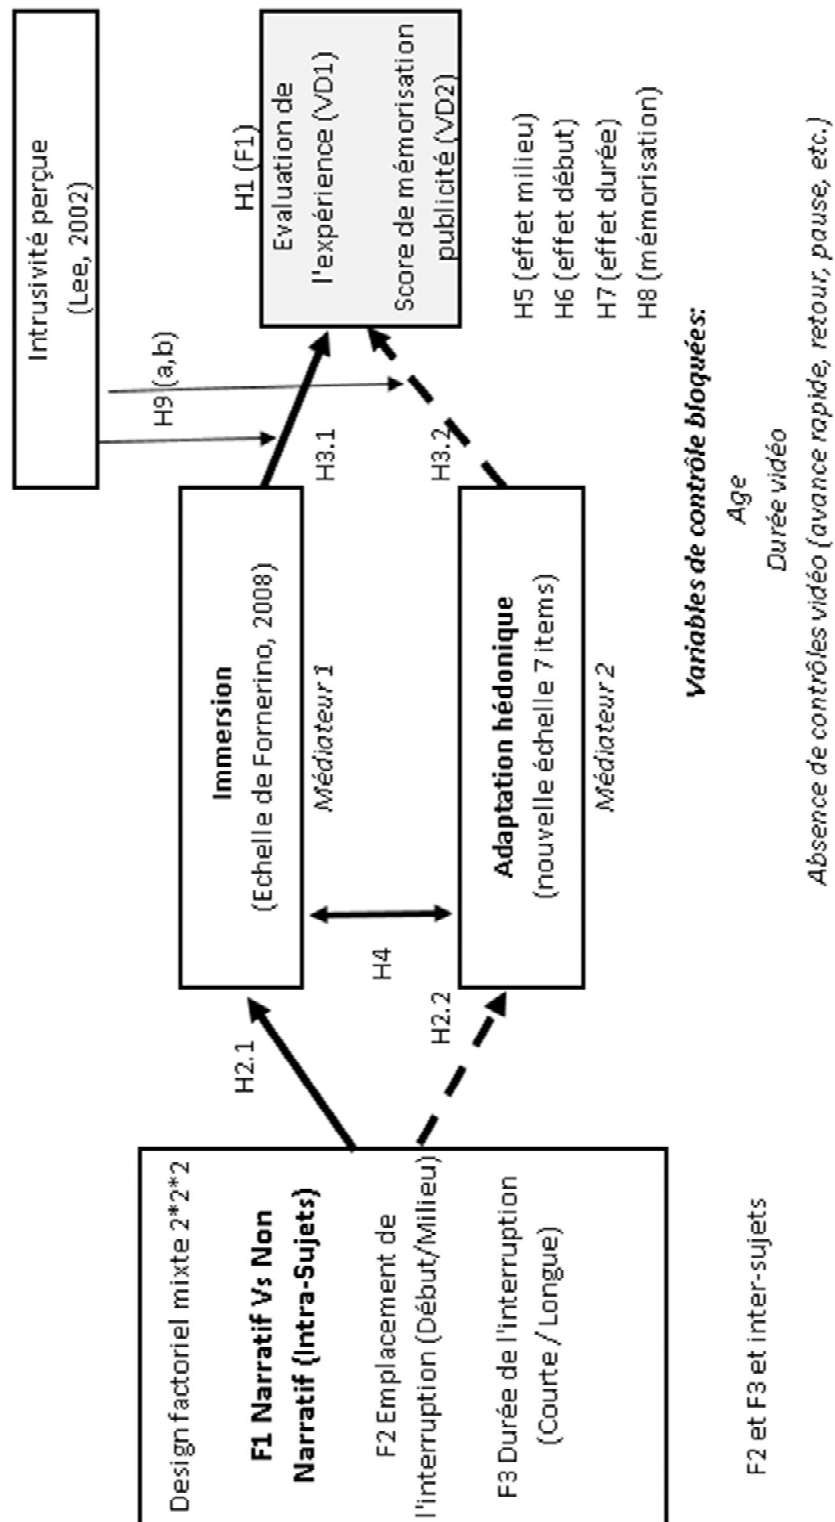 Design factoriel mixte 2*2*2
F1 Narratif Vs Non
Narratif (Intra-Sujets)
F2 Emplacement de
l'interruption (Début/Milieu)
F3 Durée de l'interruption
(Courte / Longue)
F2 et F3 et inter-sujets
H2.1
H2.2
Immersion
(Echelle de Fornerino, 2008)
Médiateur 1
H4
Adaptation hédonique
(nouvelle échelle 7 items)
Médiateur 2
H3.1
H3.2
Intrusivité perçue
(Lee, 2002)
H9 (a,b)
H1 (F1)
Evaluation de
l'expérience (VD1)
Score de mémorisation
publicité (VD2)
H5 (effet milieu)
H6 (effet début)
H7 (effet durée)
H8 (mémorisation)
Variables de contrôle bloquées:
Age
Durée vidéo
Absence de contrôles vidéo (avance rapide, retour, pause, etc.)